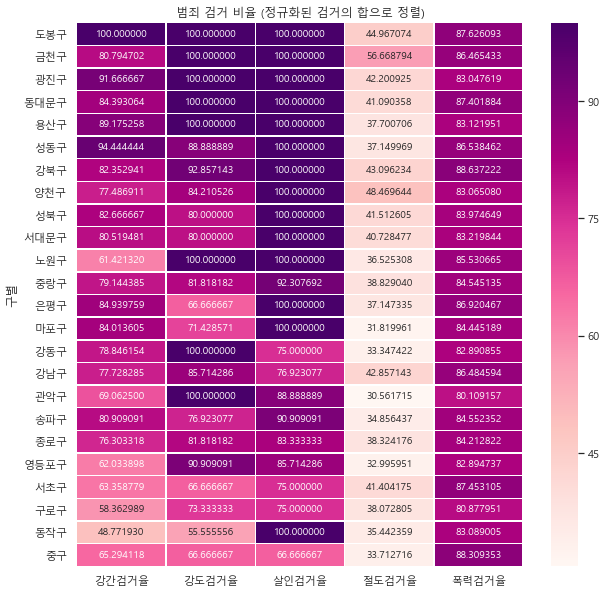 범죄 검거 비율 (정규화된 검거의 합으로 정렬)
도봉구 100.000000 100.000000 100.000000 44.967074 87.626093
금천구 80.794702 100.000000 100.000000 56.668794 86.465433
광진구 91.666667 100.000000 100.000000 42.200925 83.047619
동대문구 84.393064 100.000000 100.000000 41.090358 87.401884
용산구 89.175258 100.000000 100.000000 37.700706 83.121951
성동구 94.444444 88.888889 100.000000 37.149969 86.538462
강북구 82.352941 92.857143 100.000000 43.096234 88.637222
양천구 77.486911 84.210526 100.000000 48.469644 83.065080
성북구 82.666667 80.000000 100.000000 41.512605 83.974649
서대문구 80.519481 80.000000 100.000000 40.728477 83.219844
노원구 61.421320 100.000000 100.000000 36.525308 85.530665
중랑구 79.144385 81.818182 92.307692 38.829040 84.545135
은평구 84.939759 66.666667 100.000000 37.147335 86.920467
마포구 84.013605 71.428571 100.000000 31.819961 84.445189
강동구 78.846154 100.000000 75.000000 33.347422 82.890855
강남구 77.728285 85.714286 76.923077 42.857143 86.484594
관악구 69.062500 100.000000 88.888889 30.561715 80.109157
송파구 80.909091 76.923077 90.909091 34.856437 84.552352
종로구 76.303318 81.818182 83.333333 38.324176 84.212822
영등포구 62.033898 90.909091 85.714286 32.995951 82.894737
서초구 63.358779 66.666667 75.000000 41.404175 87.453105
구로구 58.362989 73.333333 75.000000 38.072805 80.877951
동작구 48.771930 55.555556 100.000000 35.442359 83.089005
중구 65.294118 66.666667 66.666667 33.712716 88.309353
구별
강간검거율 강도검거율 살인검거율 절도검거율 폭력검거율
90
75
60
45